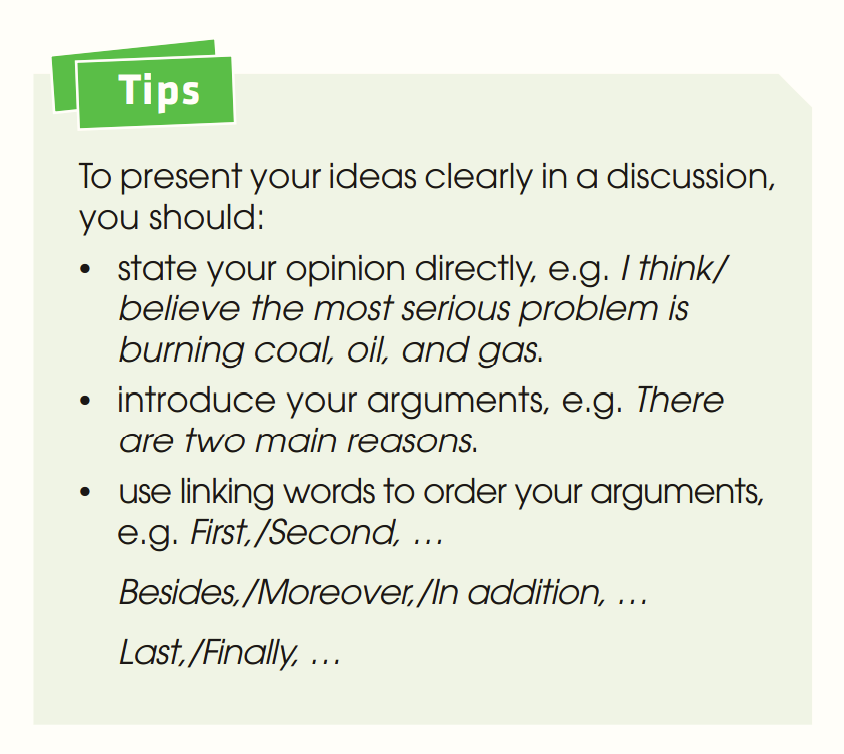 Tips
To present your ideas clearly in a discussion,
you should:
• state your opinion directly, e.g. I think/
believe the most serious problem is
burning coal, oil, and gas.
• introduce your arguments, e.g. There
are two main reasons.
• use linking words to order your arguments,
e.g. First,/Second, …
Besides,/Moreover,/In addition, …
Last,/Finally, …